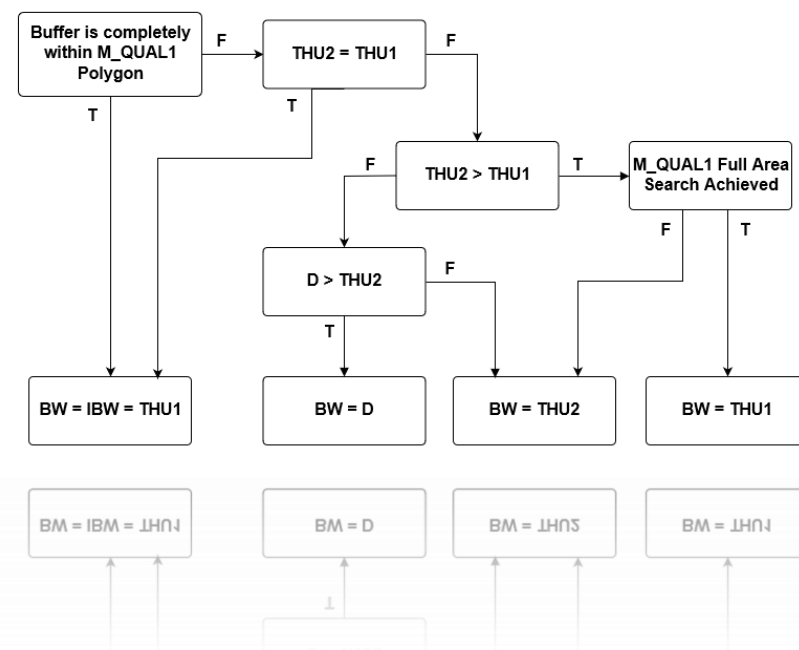 Buffer is completely
within M_QUAL1
Polygon
F
THU2 = THU1
F
T
T
THU2 > THU1
F
T
M_QUAL1 Full Area
Search Achieved
F
T
D > THU2
F
T
BW = IBW = THU1
BW = D
BW = THU2
BW = THU1
BW = IBW = THU1
BW = D
BW = THU2
BW = THU1
T